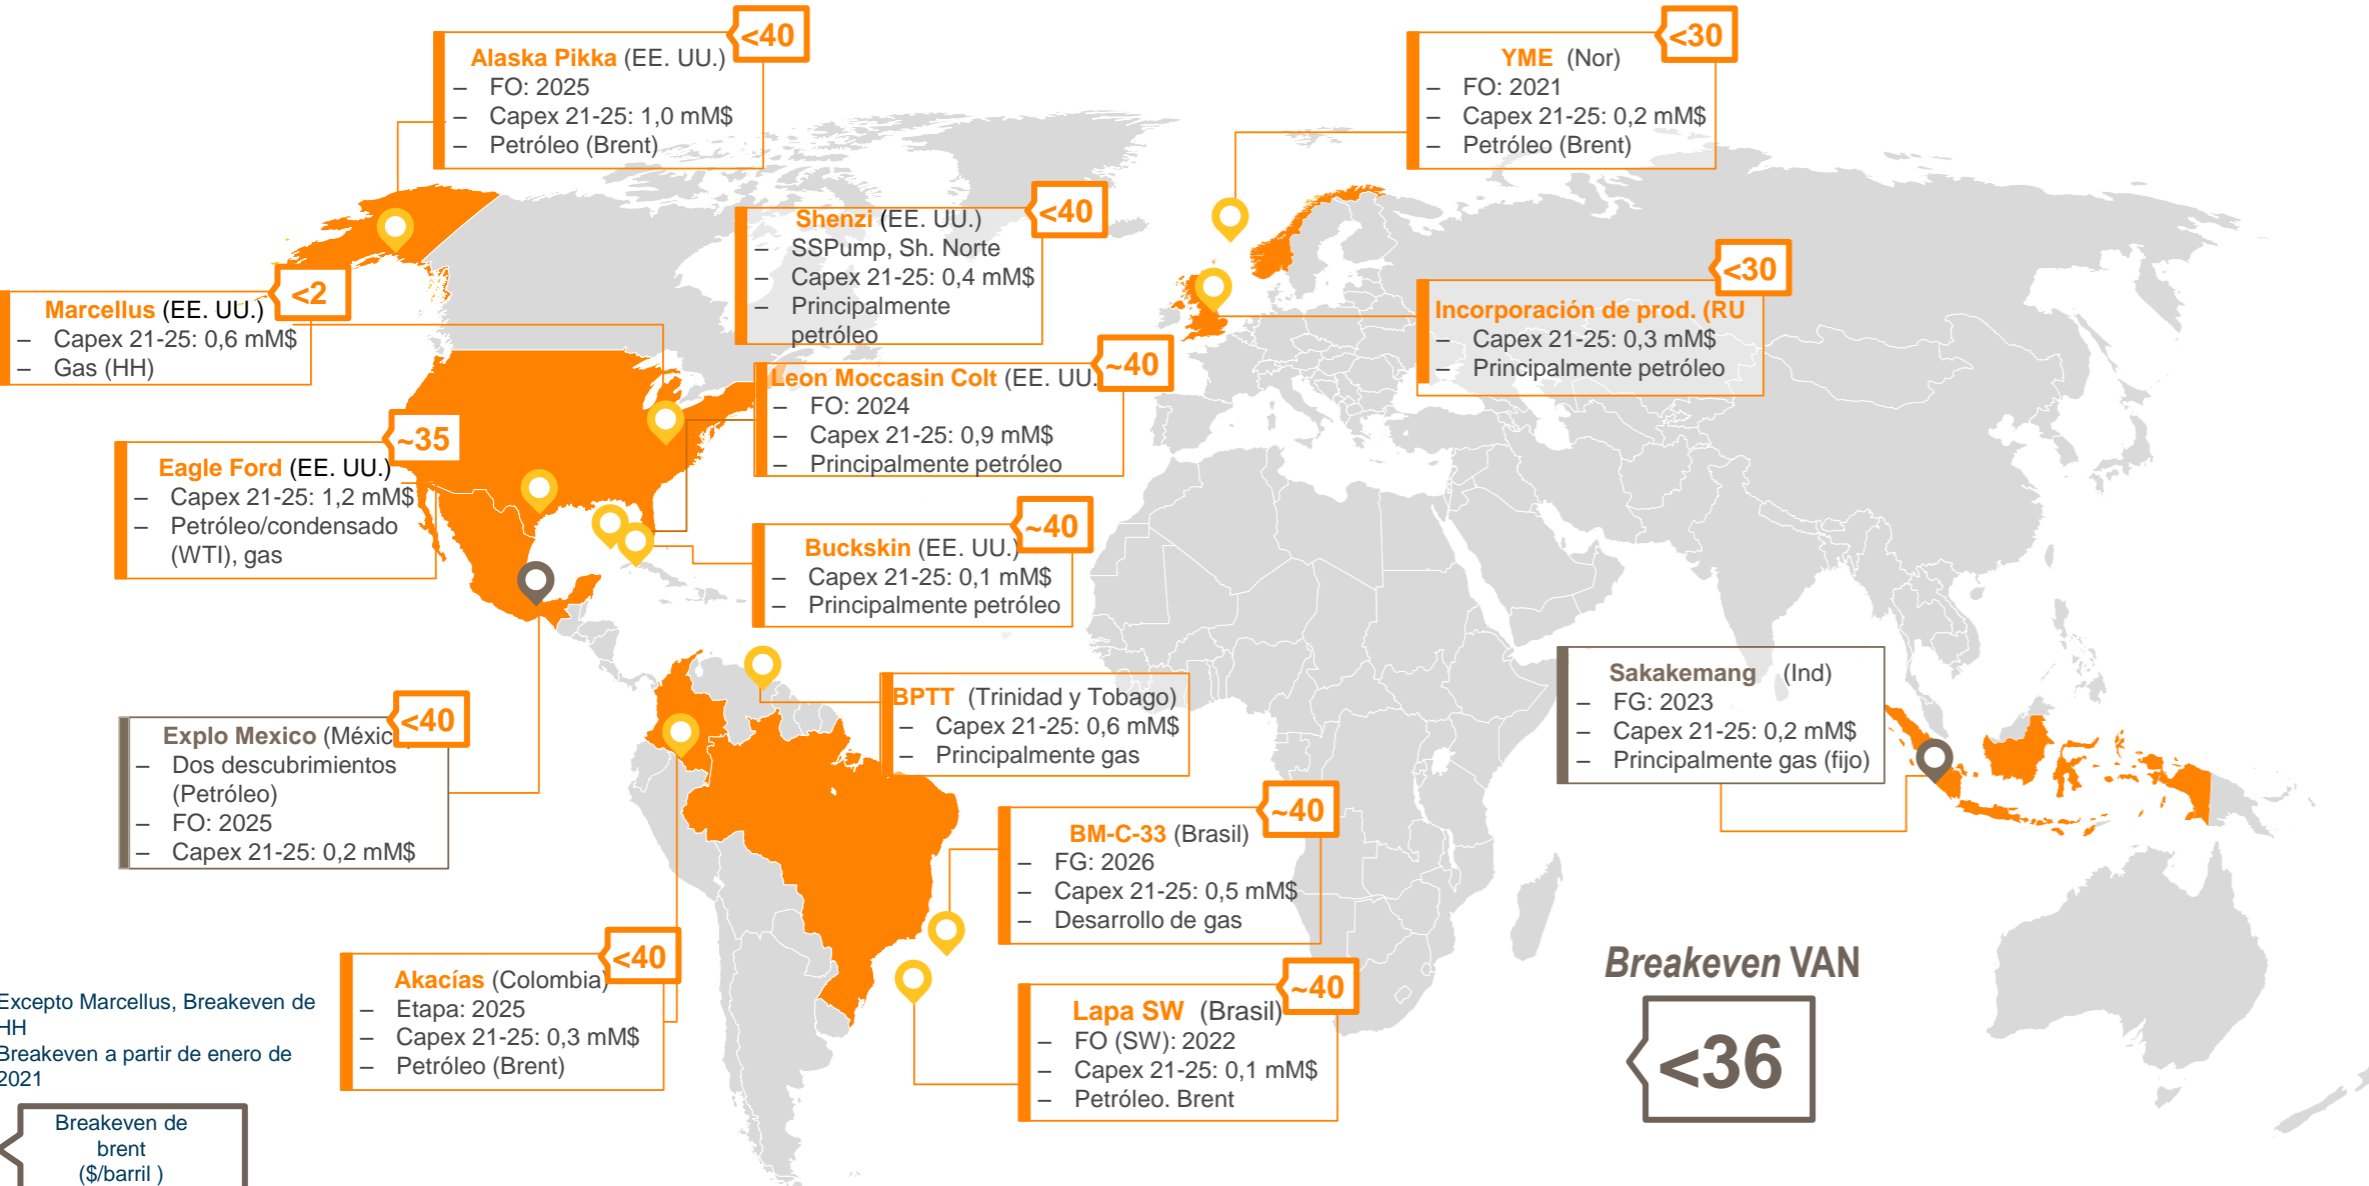 <40
Alaska Pikka (EE. UU.)
– FO: 2025
– Capex 21-25: 1,0 mM$
– Petróleo (Brent)
<30
YME (Nor)
– FO: 2021
– Capex 21-25: 0,2 mM$
– Petróleo (Brent)
<40
Shenzi (EE. UU.)
– SSPump, Sh. Norte
– Capex 21-25: 0,4 mM$
– Principalmente
petróleo
<30
Incorporación de prod. (RU
– Capex 21-25: 0,3 mM$
– Principalmente petróleo
<2
Marcellus (EE. UU.)
– Capex 21-25: 0,6 mM$
– Gas (HH)
~40
Leon Moccasin Colt (EE. UU.
– FO: 2024
– Capex 21-25: 0,9 mM$
– Principalmente petróleo
~35
Eagle Ford (EE. UU.)
– Capex 21-25: 1,2 mM$
– Petróleo/condensado
(WTI), gas
~40
Buckskin (EE. UU.)
– Capex 21-25: 0,1 mM$
– Principalmente petróleo
BPTT (Trinidad y Tobago)
– Capex 21-25: 0,6 mM$
– Principalmente gas
Sakakemang (Ind)
– FG: 2023
– Capex 21-25: 0,2 mM$
– Principalmente gas (fijo)
<40
Explo Mexico (Méxic
– Dos descubrimientos
(Petróleo)
– FO: 2025
– Capex 21-25: 0,2 mM$
~40
BM-C-33 (Brasil)
– FG: 2026
– Capex 21-25: 0,5 mM$
– Desarrollo de gas
<40
Akacías (Colombia)
– Etapa: 2025
– Capex 21-25: 0,3 mM$
– Petróleo (Brent)
~40
Lapa SW (Brasil)
– FO (SW): 2022
– Capex 21-25: 0,1 mM$
– Petróleo. Brent
Breakeven VAN
<36
Excepto Marcellus, Breakeven de
HH
Breakeven a partir de enero de
2021
Breakeven de
brent
($/barril )